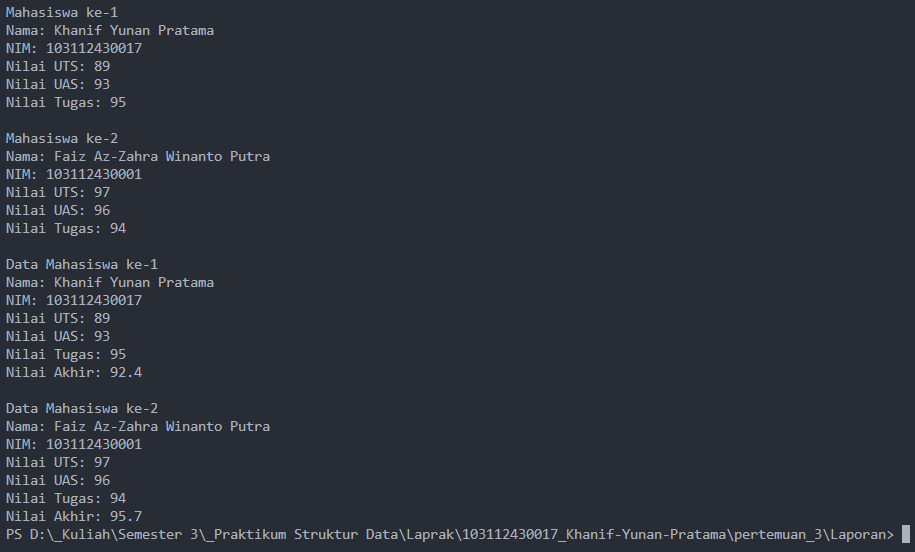 Mahasiswa ke-1
Nama: Khanif Yunan Pratama
NIM: 103112430017
Nilai UTS: 89
Nilai UAS: 93
Nilai Tugas: 95

Mahasiswa ke-2
Nama: Faiz Az-Zahra Winanto Putra
NIM: 103112430001
Nilai UTS: 97
Nilai UAS: 96
Nilai Tugas: 94

Data Mahasiswa ke-1
Nama: Khanif Yunan Pratama
NIM: 103112430017
Nilai UTS: 89
Nilai UAS: 93
Nilai Tugas: 95
Nilai Akhir: 92.4

Data Mahasiswa ke-2
Nama: Faiz Az-Zahra Winanto Putra
NIM: 103112430001
Nilai UTS: 97
Nilai UAS: 96
Nilai Tugas: 94
Nilai Akhir: 95.7
PS D:\_Kuliah\Semester 3\_Praktikum Struktur Data\Laprak\103112430017_Khanif-Yunan-Pratama\pertemuan_3\Laporan>